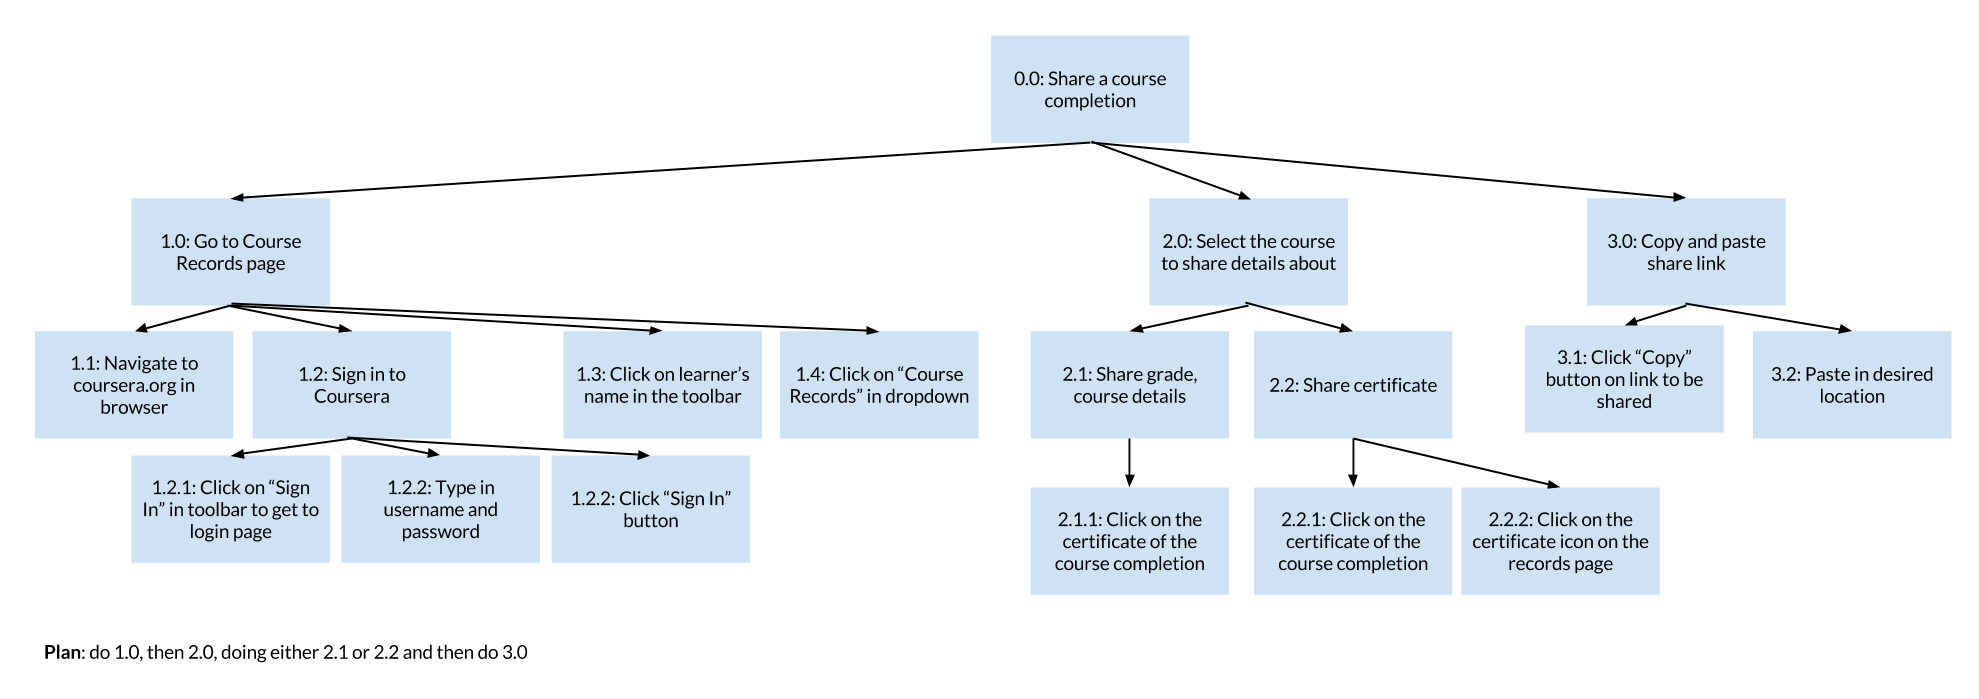 0.0: Share a course
completion
1.0: Go to Course
Records page
2.0: Select the course
to share details about
3.0: Copy and paste
share link
1.1: Navigate to
coursera.org in
browser
1.2: Sign in to
Coursera
1.3: Click on learner’s
name in the toolbar
1.4: Click on “Course
Records” in dropdown
2.1: Share grade,
course details
2.2: Share certificate
3.1: Click “Copy”
button on link to be
shared
3.2: Paste in desired
location
1.2.1: Click on “Sign
In” in toolbar to get to
login page
1.2.2: Type in
username and
password
1.2.2: Click “Sign In”
button
2.1.1: Click on the
certificate of the
course completion
2.2.1: Click on the
certificate of the
course completion
2.2.2: Click on the
certificate icon on the
records page
Plan: do 1.0, then 2.0, doing either 2.1 or 2.2 and then do 3.0